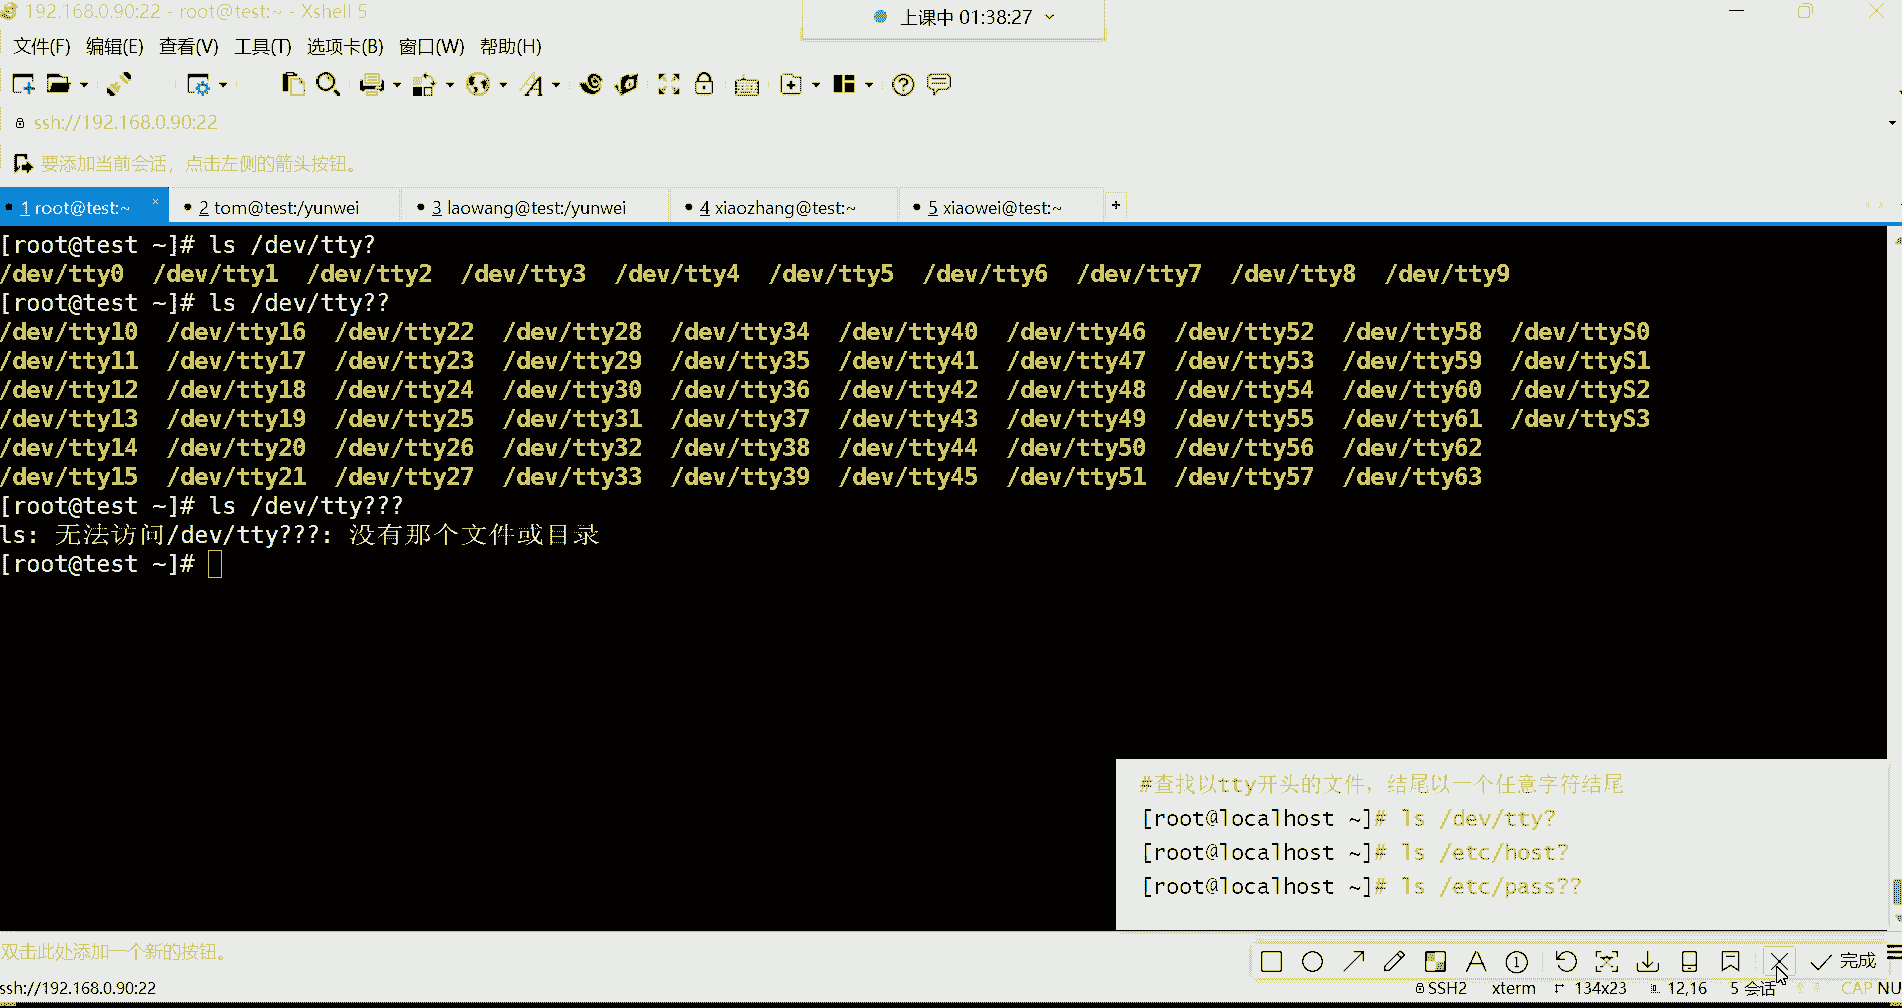 192.168.0.90:22 - root@test:~ - Xshell 5
上课中 01:38:27
文件(F) 编辑(E) 查看(V) 工具(T) 选项卡(B) 窗口(W) 帮助(H)
ssh://192.168.0.90:22
要添加当前会话，点击左侧的箭头按钮。
1 root@test:~ × 2 tom@test:/yunwei 3 laowang@test:/yunwei 4 xiaozhang@test:~ 5 xiaowei@test:~ +
[root@test ~]# ls /dev/tty?
/dev/tty0 /dev/tty1 /dev/tty2 /dev/tty3 /dev/tty4 /dev/tty5 /dev/tty6 /dev/tty7 /dev/tty8 /dev/tty9
[root@test ~]# ls /dev/tty??
/dev/tty10 /dev/tty16 /dev/tty22 /dev/tty28 /dev/tty34 /dev/tty40 /dev/tty46 /dev/tty52 /dev/tty58 /dev/ttyS0
/dev/tty11 /dev/tty17 /dev/tty23 /dev/tty29 /dev/tty35 /dev/tty41 /dev/tty47 /dev/tty53 /dev/tty59 /dev/ttyS1
/dev/tty12 /dev/tty18 /dev/tty24 /dev/tty30 /dev/tty36 /dev/tty42 /dev/tty48 /dev/tty54 /dev/tty60 /dev/ttyS2
/dev/tty13 /dev/tty19 /dev/tty25 /dev/tty31 /dev/tty37 /dev/tty43 /dev/tty49 /dev/tty55 /dev/tty61 /dev/ttyS3
/dev/tty14 /dev/tty20 /dev/tty26 /dev/tty32 /dev/tty38 /dev/tty44 /dev/tty50 /dev/tty56 /dev/tty62
/dev/tty15 /dev/tty21 /dev/tty27 /dev/tty33 /dev/tty39 /dev/tty45 /dev/tty51 /dev/tty57 /dev/tty63
[root@test ~]# ls /dev/tty???
ls: 无法访问/dev/tty???: 没有那个文件或目录
[root@test ~]#
#查找以tty开头的文件，结尾以一个任意字符结尾
[root@localhost ~]# ls /dev/tty?
[root@localhost ~]# ls /etc/host?
[root@localhost ~]# ls /etc/pass??
双击此处添加一个新的按钮。
完成
ssh://192.168.0.90:22 SSH2 xterm 134x23 12,16 5 会话 CAP NU